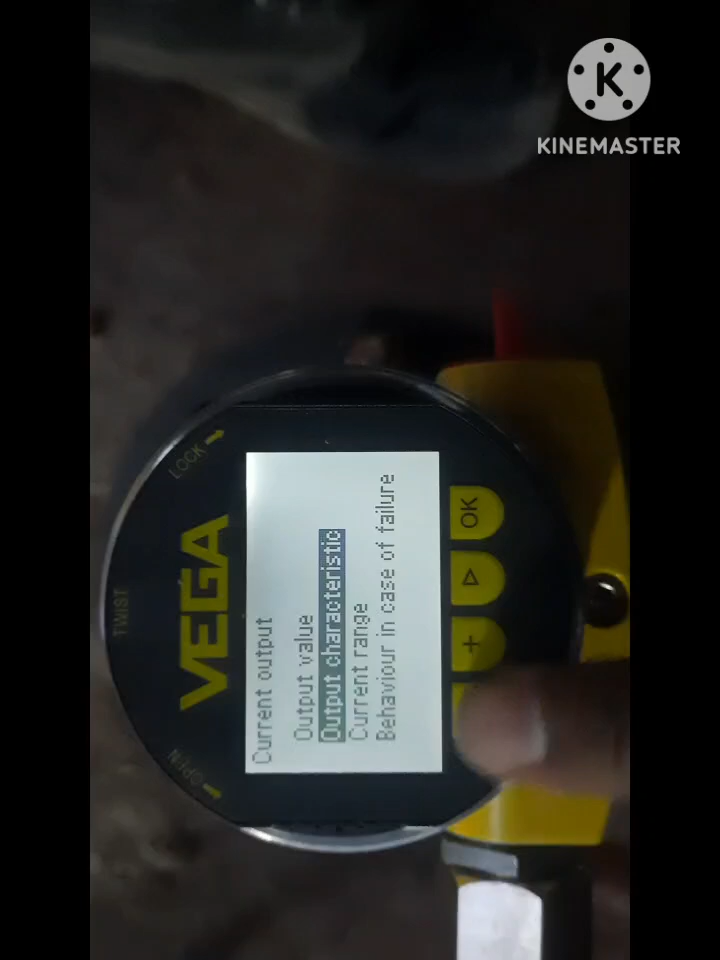 KINEMASTER
OPEN
TWIST
LOCK
VEGA
Current output
Output value
Output characteristic
Current range
Behaviour in case of failure
+
OK